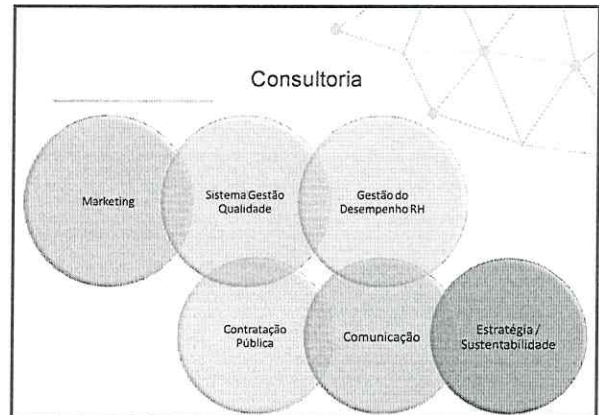 Consultoria
Marketing
Sistema Gestão
Qualidade
Gestão do
Desempenho RH
Contratação
Pública
Comunicação
Estratégia /
Sustentabilidade